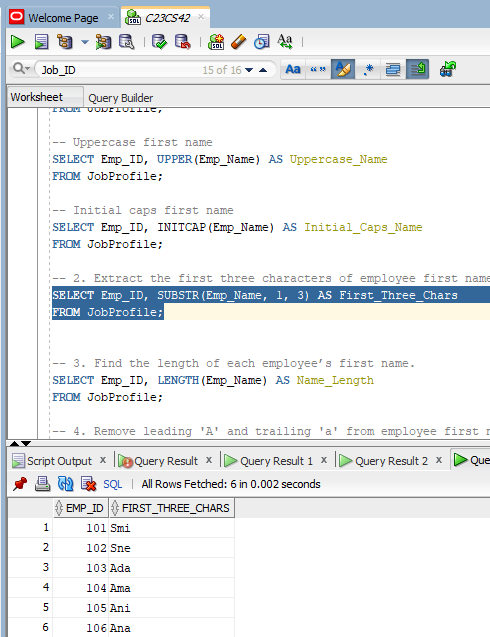 Welcome Page
C23CS42
Job_ID
15 of 16
Aa
Worksheet
Query Builder
FROM JobProfile;
-- Uppercase first name
SELECT Emp_ID, UPPER(Emp_Name) AS Uppercase_Name
FROM JobProfile;
-- Initial caps first name
SELECT Emp_ID, INITCAP(Emp_Name) AS Initial_Caps_Name
FROM JobProfile;
-- 2. Extract the first three characters of employee first name
SELECT Emp_ID, SUBSTR(Emp_Name, 1, 3) AS First_Three_Chars
FROM JobProfile;
-- 3. Find the length of each employee’s first name.
SELECT Emp_ID, LENGTH(Emp_Name) AS Name_Length
FROM JobProfile;
-- 4. Remove leading 'A' and trailing 'a' from employee first n
Script Output x Query Result x Query Result 1 x Query Result 2 x Que
SQL | All Rows Fetched: 6 in 0.002 seconds
EMP_ID FIRST_THREE_CHARS
1 101 Smi
2 102 Sne
3 103 Ada
4 104 Ama
5 105 Ani
6 106 Ana